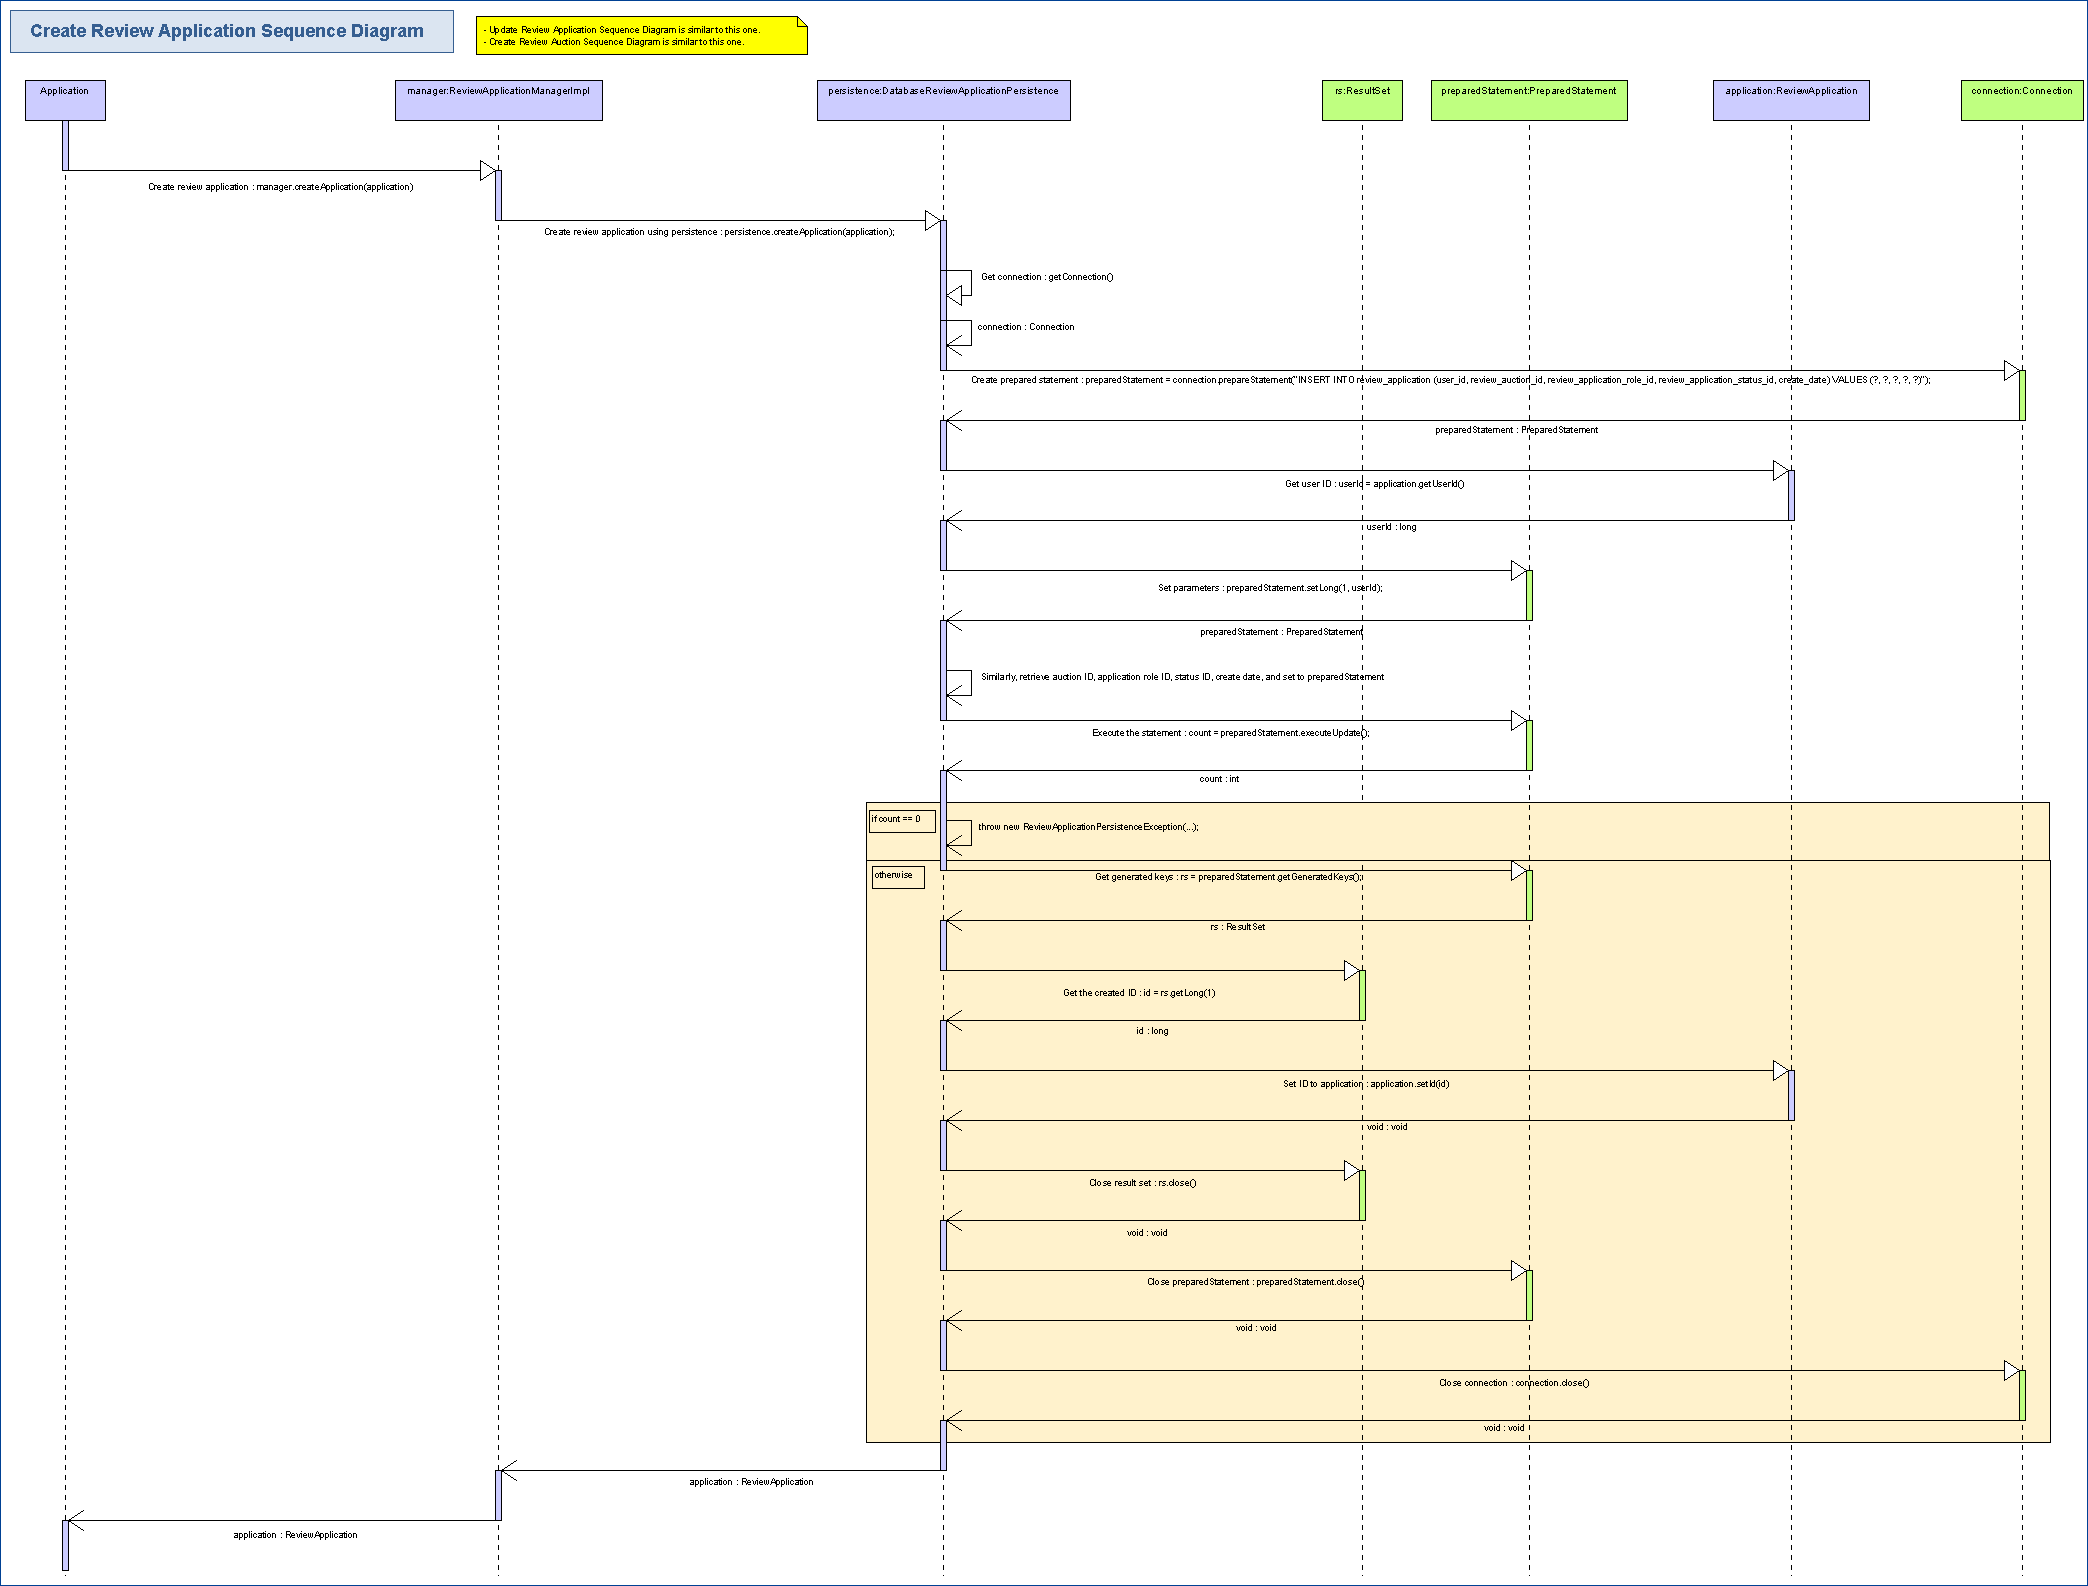 Create Review Application Sequence Diagram
- Update Review Application Sequence Diagram is similar to this one.
- Create Review Auction Sequence Diagram is similar to this one.
Application
manager:ReviewApplicationManagerImpl
persistence:DatabaseReviewApplicationPersistence
rs:ResultSet
preparedStatement:PreparedStatement
application:ReviewApplication
connection:Connection
Create review application : manager.createApplication(application)
Create review application using persistence : persistence.createApplication(application);
Get connection : getConnection()
connection : Connection
Create prepared statement : preparedStatement = connection.prepareStatement("INSERT INTO review_application (user_id, review_auction_id, review_application_role_id, review_application_status_id, create_date) VALUES (?, ?, ?, ?, ?)");
preparedStatement : PreparedStatement
Get user ID : userId = application.getUserId()
userId : long
Set parameters : preparedStatement.setLong(1, userId);
preparedStatement : PreparedStatement
Similarly, retrieve auction ID, application role ID, status ID, create date, and set to preparedStatement
Execute the statement : count = preparedStatement.executeUpdate();
count : int
if count == 0
throw new ReviewApplicationPersistenceException(...);
otherwise
Get generated keys : rs = preparedStatement.getGeneratedKeys();
rs : ResultSet
Get the created ID : id = rs.getLong(1)
id : long
Set ID to application : application.setId(id)
void : void
Close result set : rs.close()
void : void
Close preparedStatement : preparedStatement.close()
void : void
Close connection : connection.close()
void : void
application : ReviewApplication
application : ReviewApplication